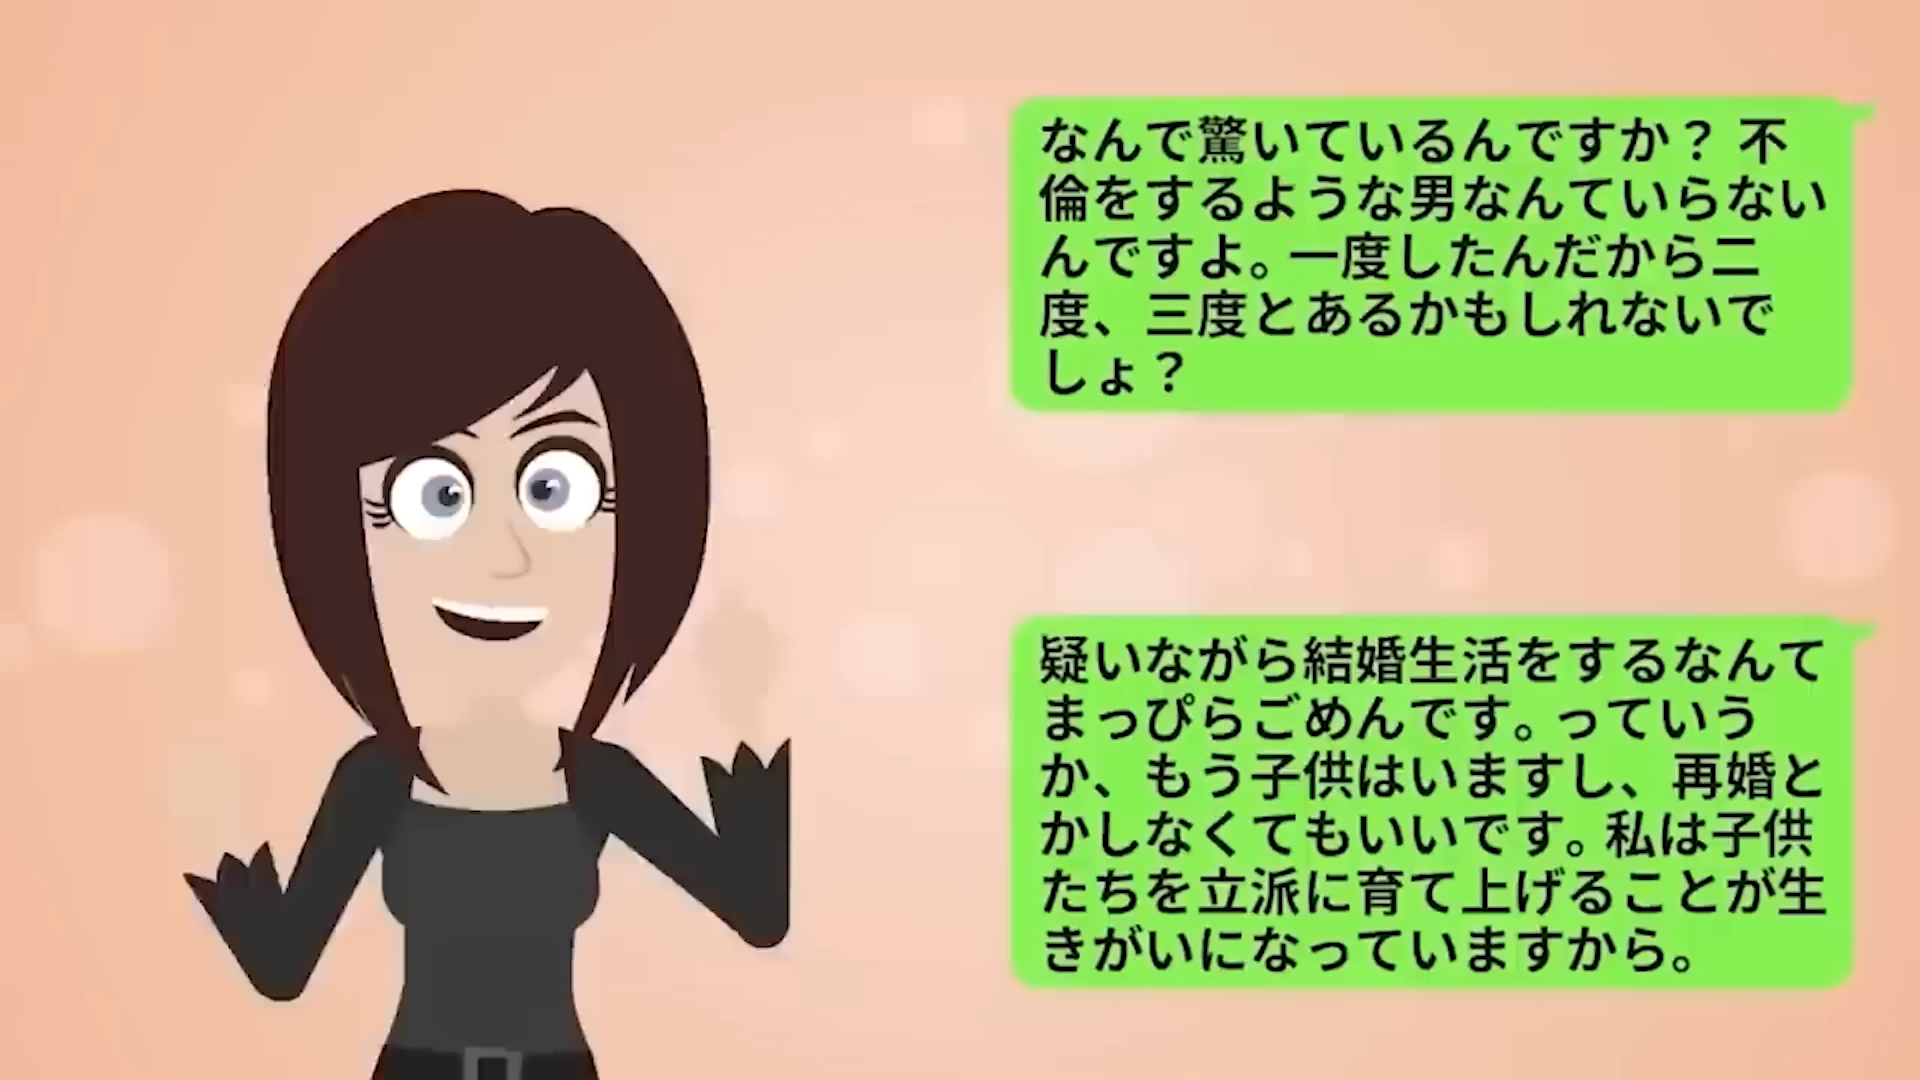 なんで驚いているんですか？ 不
倫をするような男なんていらない
んですよ。一度したんだから二
度、三度とあるかもしれないで
しょ？
疑いながら結婚生活をするなんて
まっぴらごめんです。っていう
か、もう子供はいますし、再婚と
かしなくてもいいです。私は子供
たちを立派に育て上げることが生
きがいになっていますから。